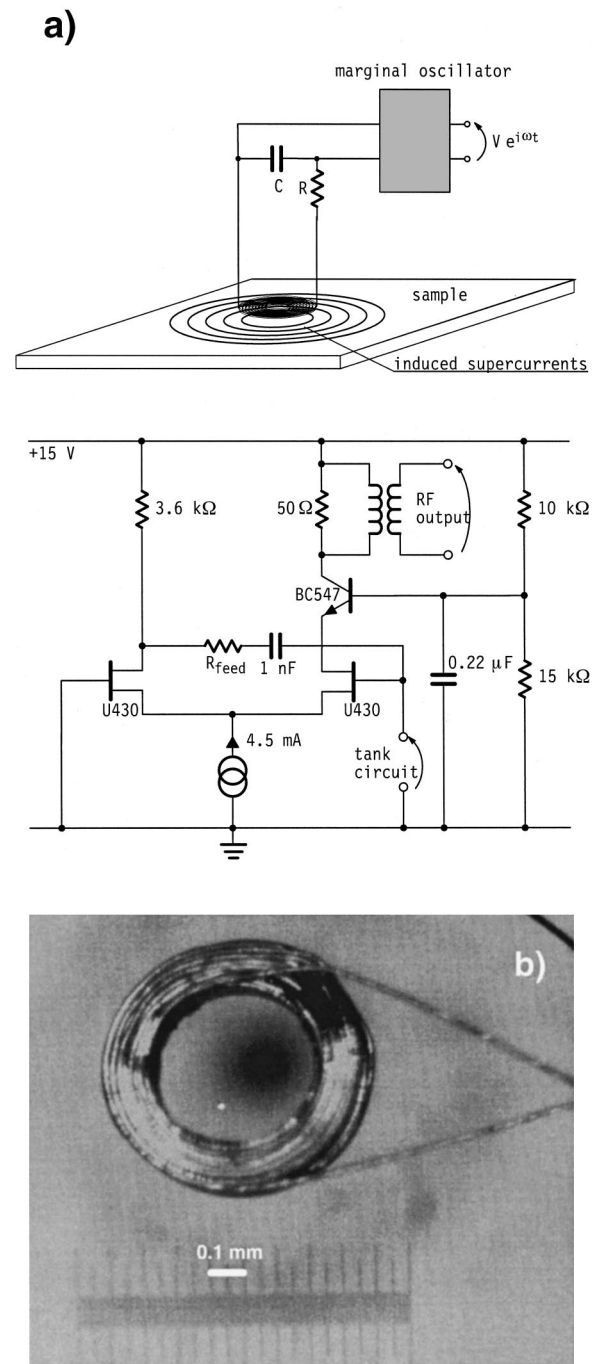 a)
marginal oscillator
V e^iωt
C
R
sample
induced supercurrents
+15 V
3.6 kΩ
50Ω
RF
output
10 kΩ
BC547
R_feed
1 nF
0.22 μF
15 kΩ
U430
U430
4.5 mA
tank
circuit
b)
0.1 mm